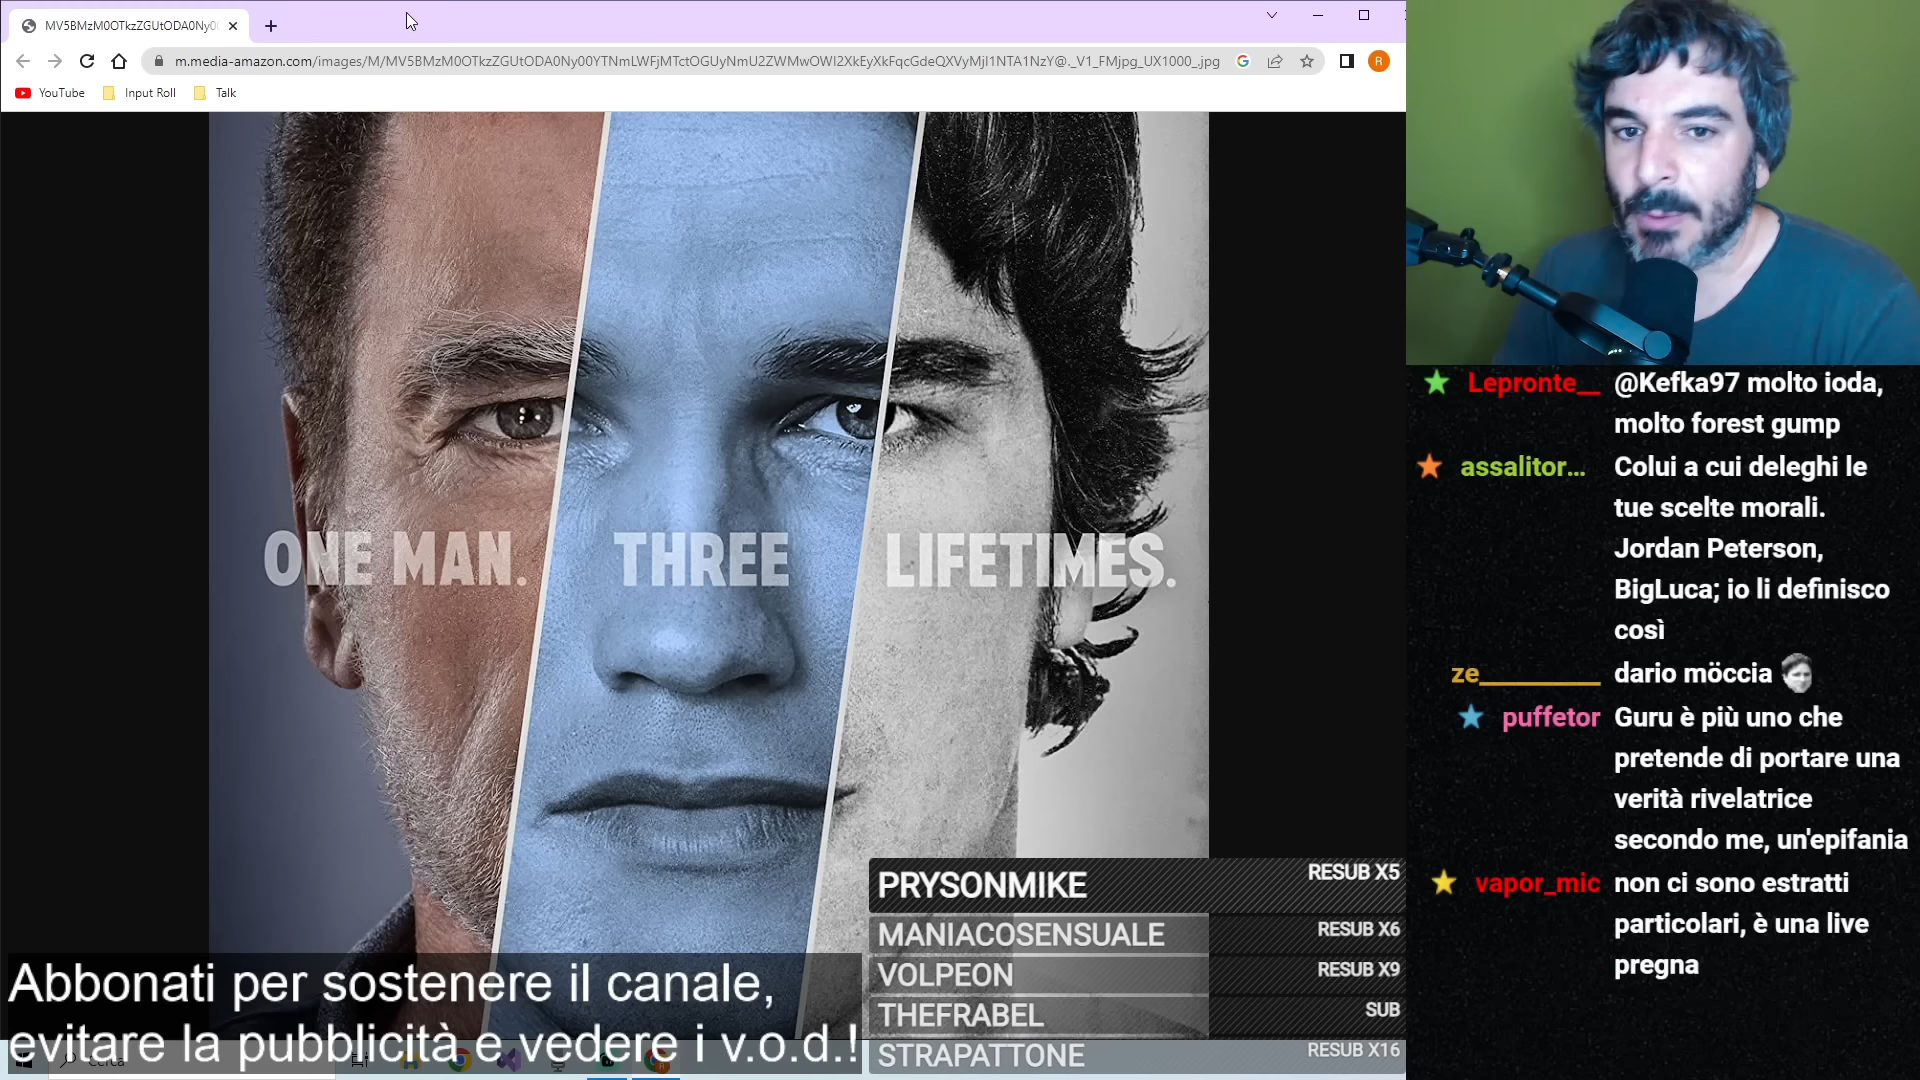 MV5BMzM0OTkzZGUtODA0Ny0
m.media-amazon.com/images/M/MV5BMzM0OTkzZGUtODA0Ny00YTNmLWFjMTctOGUyNmU2ZWMwOWI2XkEyXkFqcGdeQXVyMjI1NTA1NzY@._V1_FMjpg_UX1000_.jpg
R
YouTube
Input Roll
Talk
ONE MAN. THREE LIFETIMES.
Lepronte__ @Kefka97 molto ioda,
molto forest gump
assalitor... Colui a cui deleghi le
tue scelte morali.
Jordan Peterson,
BigLuca; io li definisco
così
ze__________ dario möccia
puffetor Guru è più uno che
pretende di portare una
verità rivelatrice
secondo me, un'epifania
vapor_mic non ci sono estratti
particolari, è una live
pregna
PRYSONMIKE RESUB X5
MANIACOSENSUALE RESUB X6
VOLPEON RESUB X9
THEFRABEL SUB
STRAPATTONE RESUB X16
Abbonati per sostenere il canale,
evitare la pubblicità e vedere i v.o.d.!
Cerca